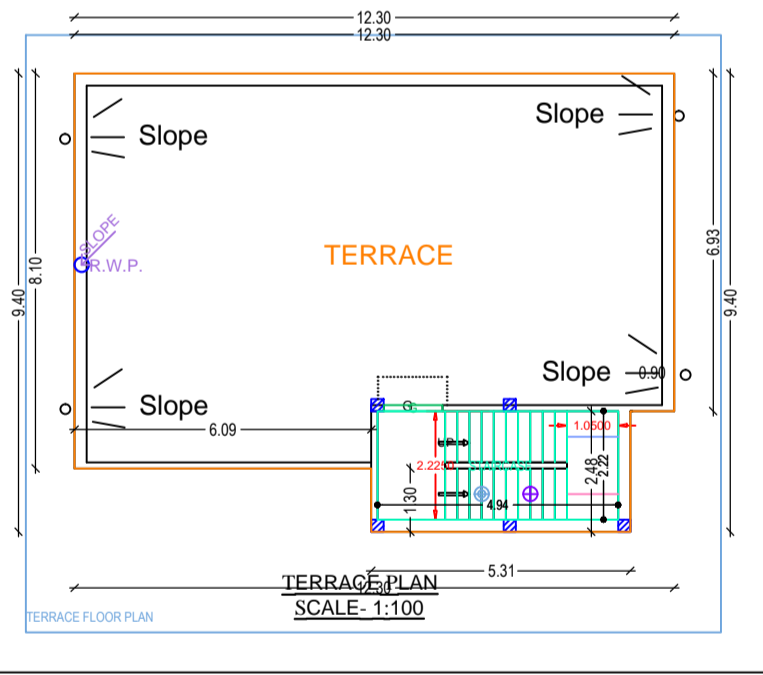 12.30
12.30
Slope
Slope
SLOPE
R.W.P.
TERRACE
6.93
8.10
9.40
9.40
Slope
0.90
Slope
6.09
1.0500
2.22
2.48
2.22
1.30
4.94
5.31
TERRACE PLAN
12.30
SCALE- 1:100
TERRACE FLOOR PLAN